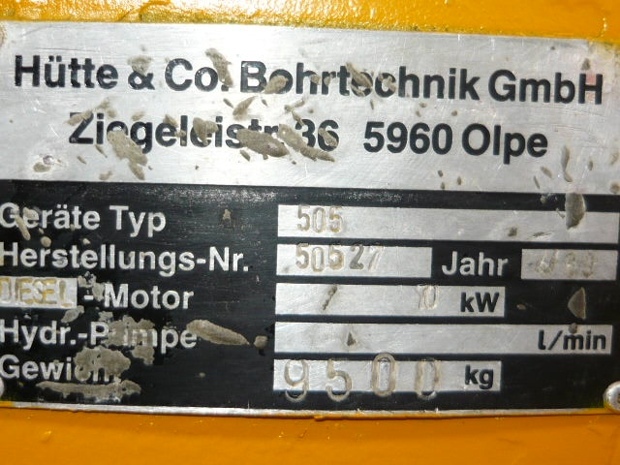 Hütte & Co. Bohrtechnik GmbH
Ziegeleistr. 36 5960 Olpe
Geräte Typ 505
Herstellungs-Nr. 50527 Jahr
DIESEL - Motor kW
Hydr.-Pumpe l/min
Gewicht 9500 kg